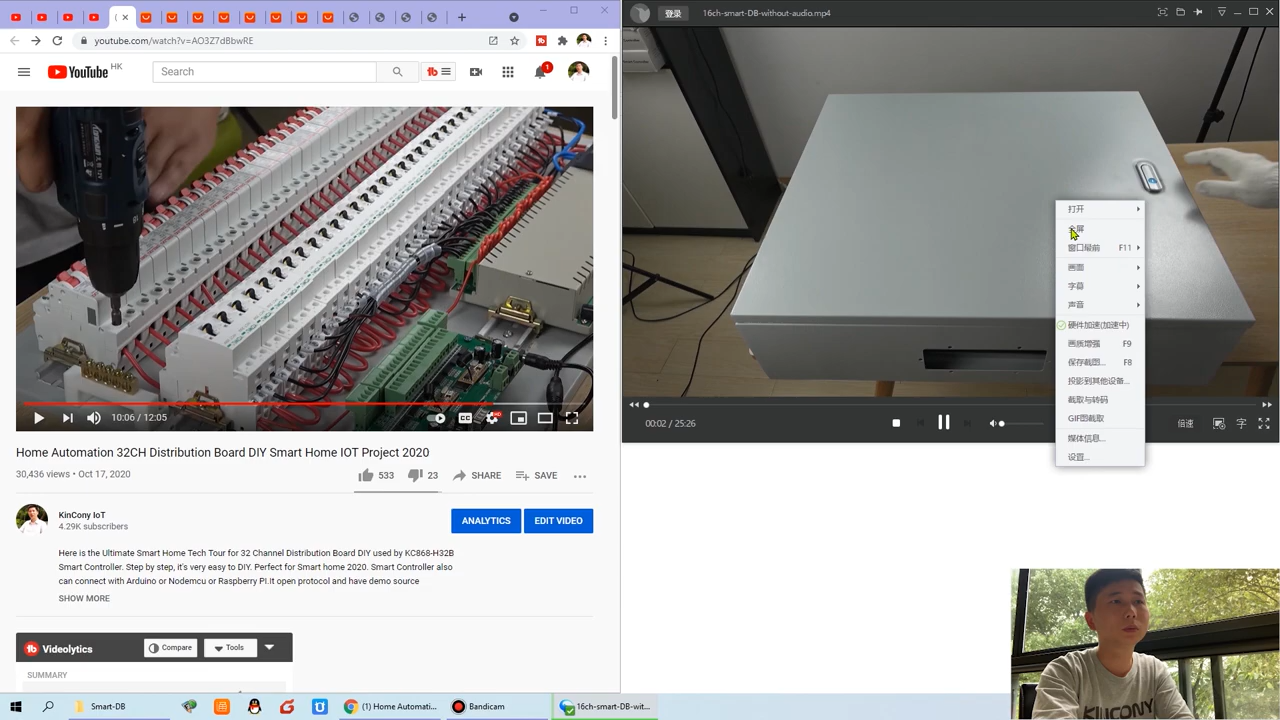 youtube.com/watch?v=AO3Z7dBbwRE
YouTube HK
Search
1
10:06 / 12:05
CC
HD
Home Automation 32CH Distribution Board DIY Smart Home IOT Project 2020
30,436 views • Oct 17, 2020
533
23
SHARE
SAVE
KinCony IoT
4.29K subscribers
ANALYTICS
EDIT VIDEO
Here is the Ultimate Smart Home Tech Tour for 32 Channel Distribution Board DIY used by KC868-H32B
Smart Controller. Step by step, it's very easy to DIY. Perfect for Smart home 2020. Smart Controller also
can connect with Arduino or Nodemcu or Raspberry PI.It open protocol and have demo source
SHOW MORE
Videolytics
Compare
Tools
SUMMARY
登录
16ch-smart-DB-without-audio.mp4
打开
全屏
窗口最前 F11
画面
字幕
声音
硬件加速(加速中)
画质增强 F9
保存截图... F8
投影到其他设备...
截取与转码
GIF图截取
媒体信息...
设置...
00:02 / 25:26
倍速
字
KINCONY
Smart-DB
(1) Home Automati...
Bandicam
16ch-smart-DB-wit...